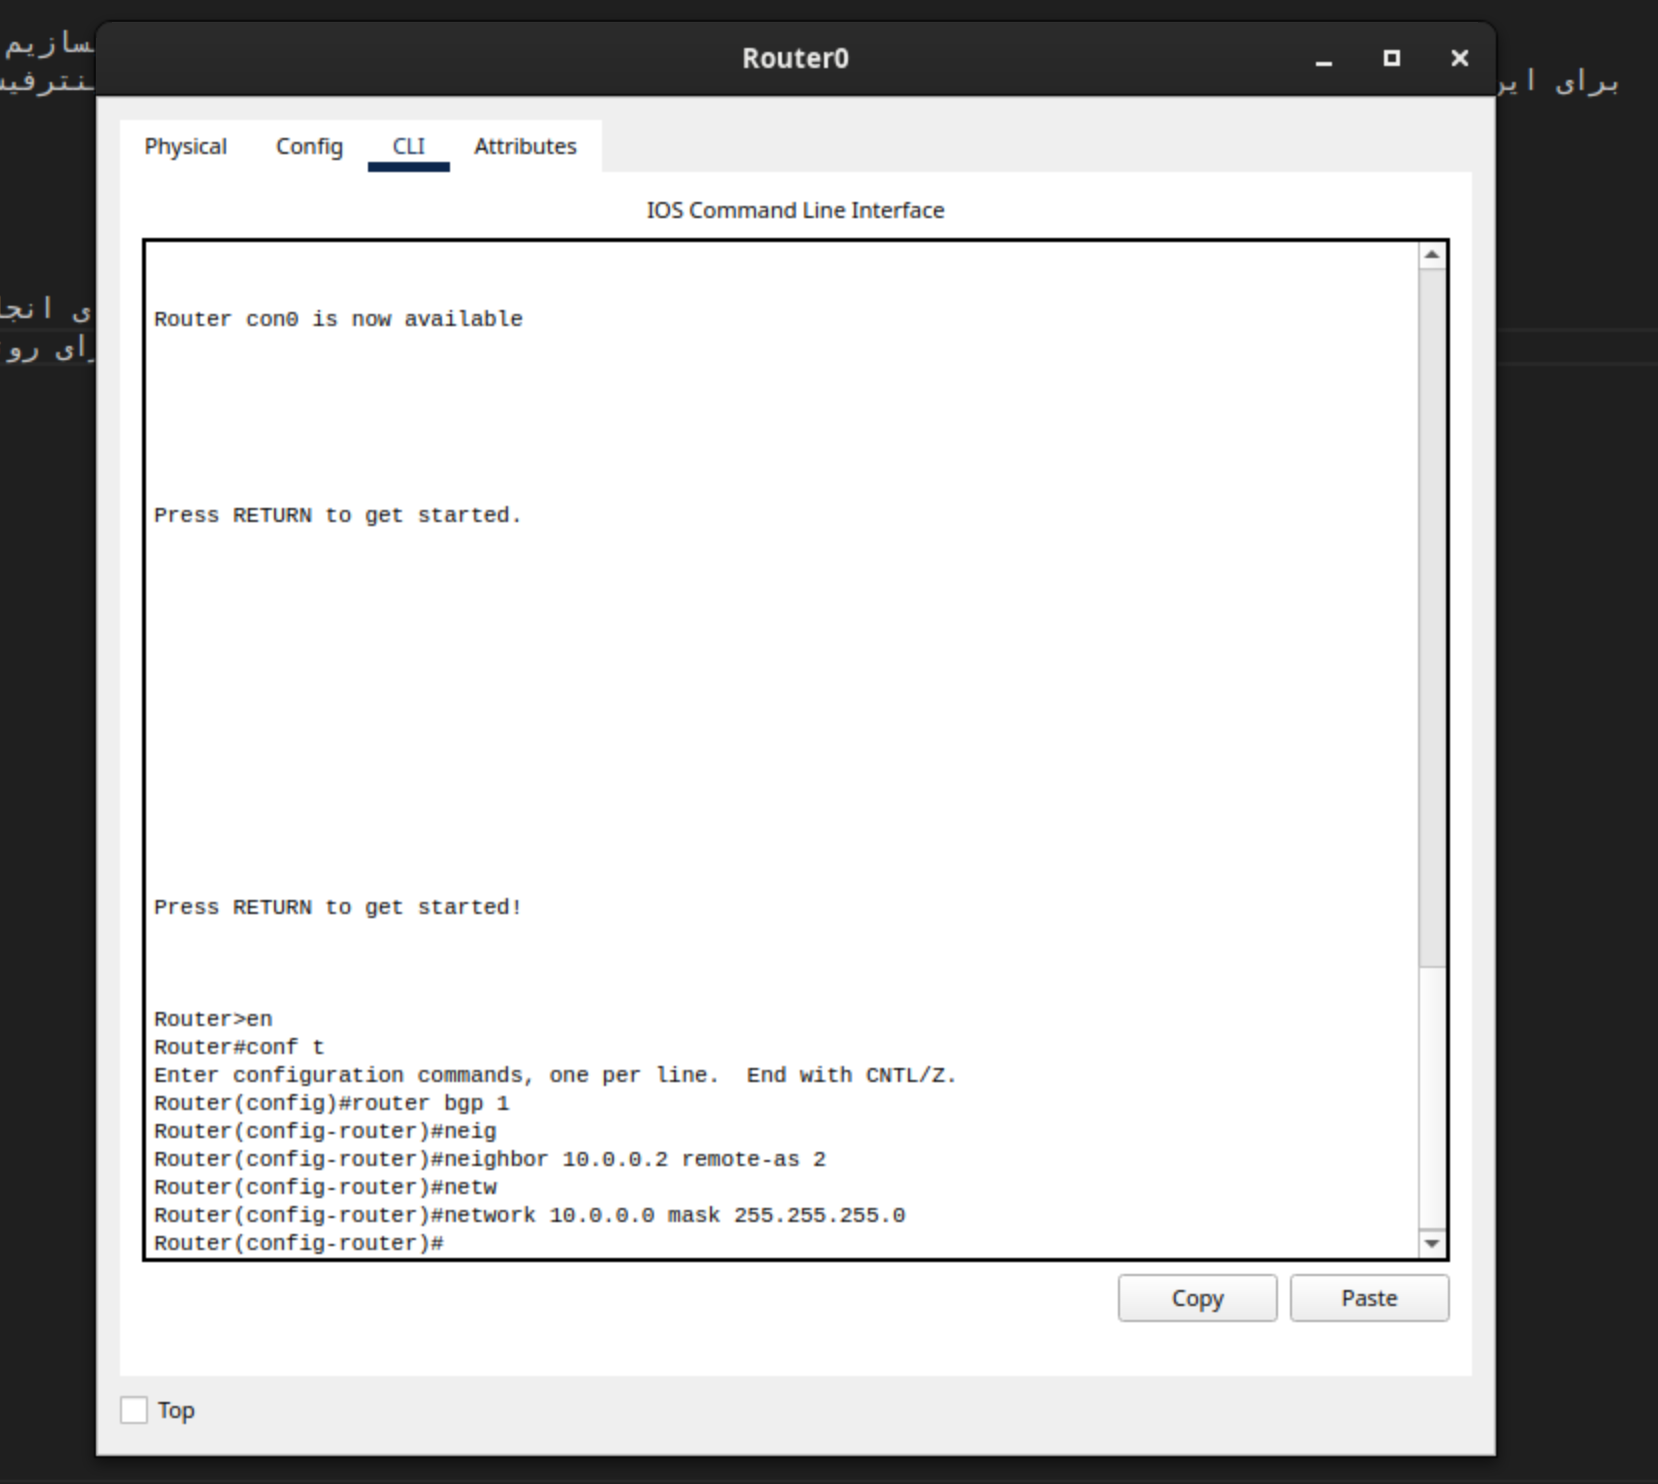 سازیم
Router0
برای
Physical Config CLI Attributes
IOS Command Line Interface
Router con0 is now available
ی انجا
رای رو
Press RETURN to get started.
Press RETURN to get started!
Router>en
Router#conf t
Enter configuration commands, one per line.  End with CNTL/Z.
Router(config)#router bgp 1
Router(config-router)#neig
Router(config-router)#neighbor 10.0.0.2 remote-as 2
Router(config-router)#netw
Router(config-router)#network 10.0.0.0 mask 255.255.255.0
Router(config-router)#
Copy Paste
Top